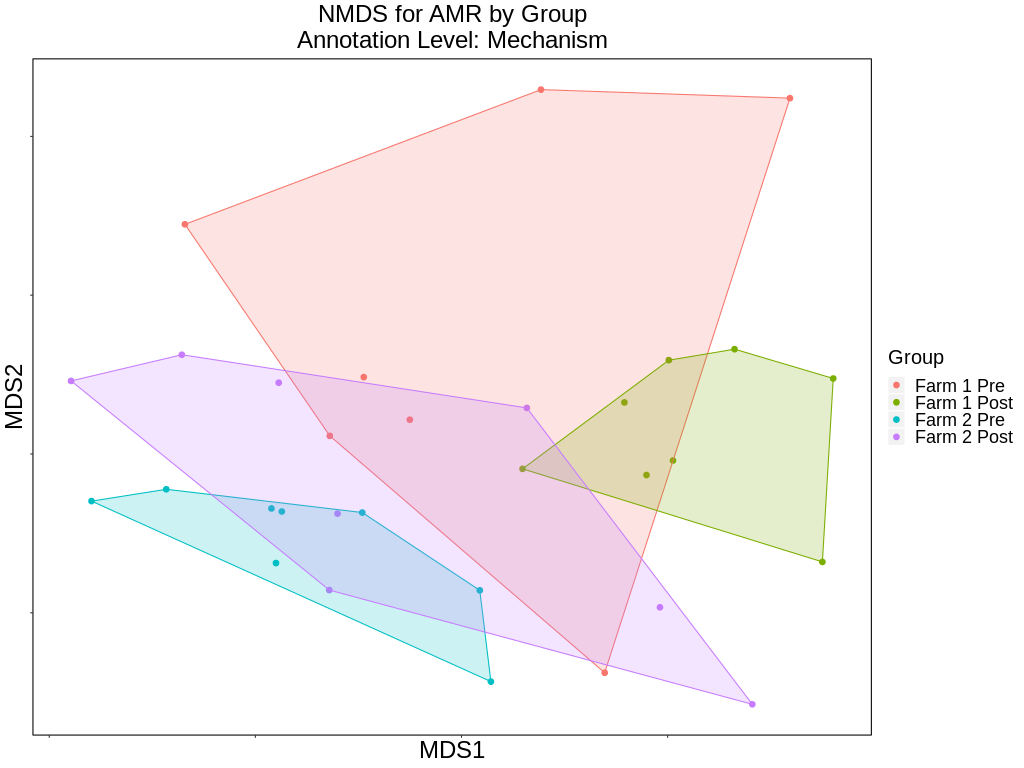 NMDS for AMR by Group
Annotation Level: Mechanism
MDS2
MDS1
Group
Farm 1 Pre
Farm 1 Post
Farm 2 Pre
Farm 2 Post